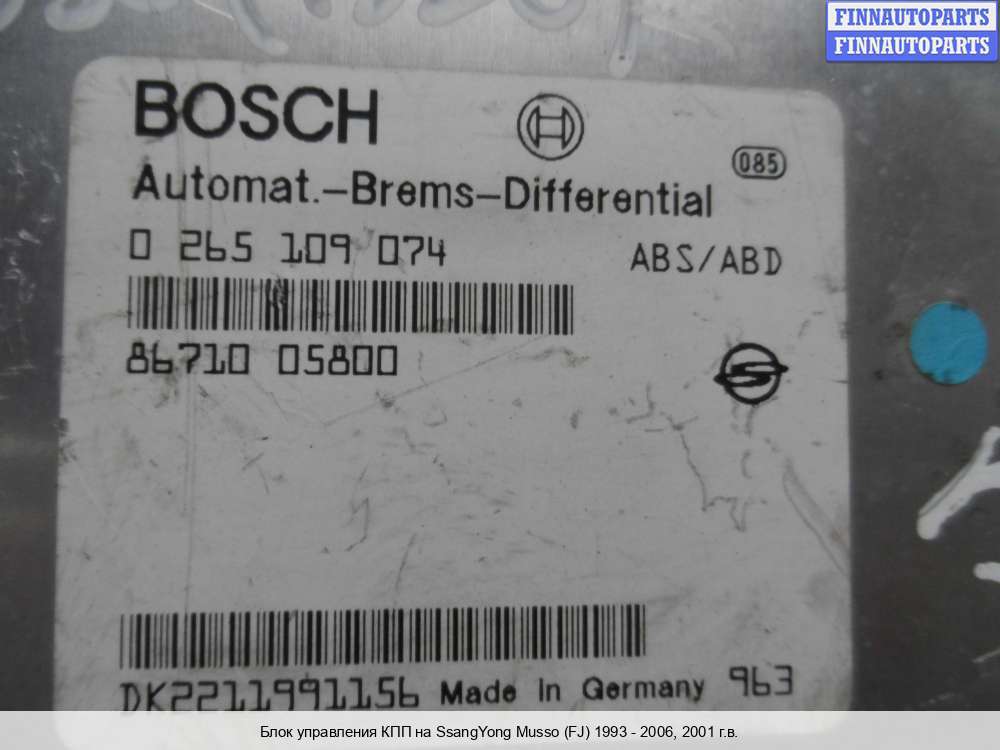 FINNAUTOPARTS
FINNAUTOPARTS
BOSCH
085
Automat.-Brems-Differential
0 265 109 074 ABS/ABD
86710 05800
DK2211991156 Made in Germany 963
Блок управления КПП на SsangYong Musso (FJ) 1993 - 2006, 2001 г.в.